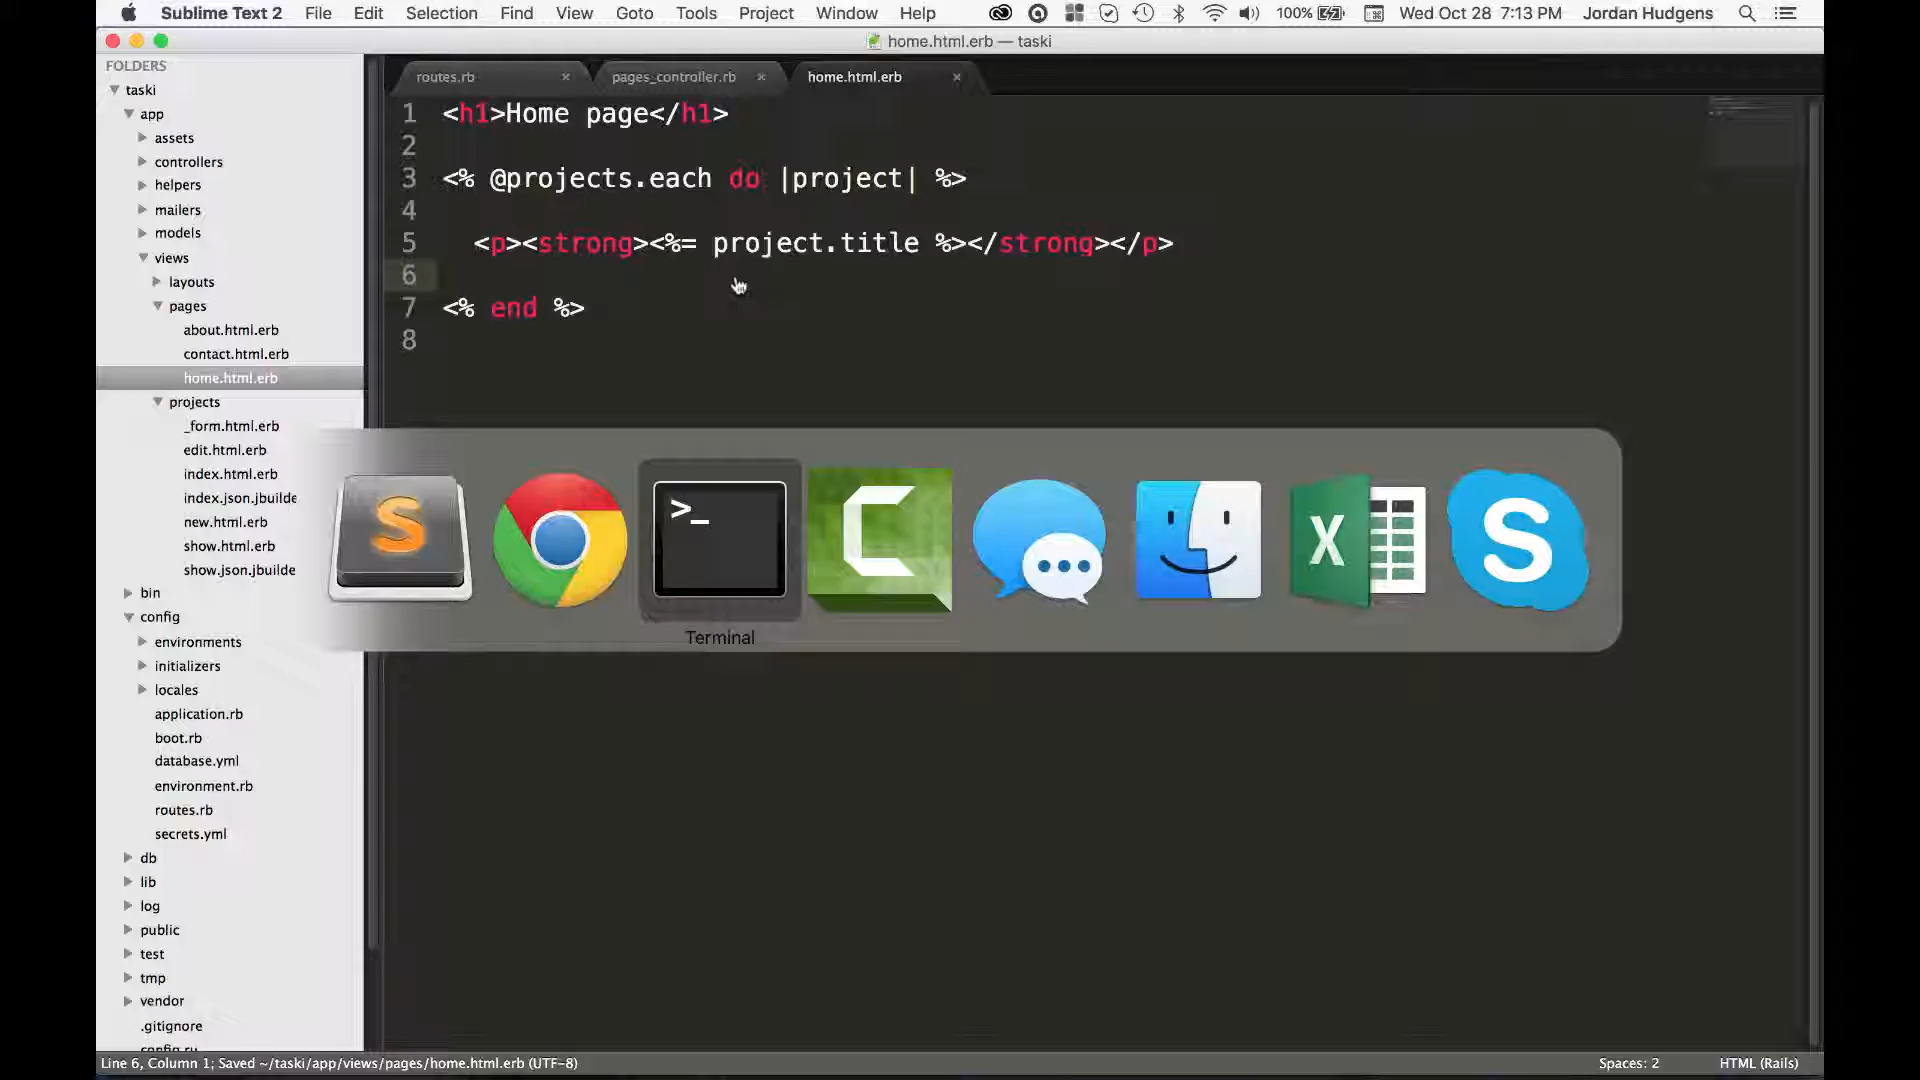 Sublime Text 2 File Edit Selection Find View Goto Tools Project Window Help 100% Wed Oct 28 7:13 PM Jordan Hudgens
home.html.erb — taski
FOLDERS
taski
app
assets
controllers
helpers
mailers
models
views
layouts
pages
about.html.erb
contact.html.erb
home.html.erb
projects
_form.html.erb
edit.html.erb
index.html.erb
index.json.jbuilde
new.html.erb
show.html.erb
show.json.jbuilde
bin
config
environments
initializers
locales
application.rb
boot.rb
database.yml
environment.rb
routes.rb
secrets.yml
db
lib
log
public
test
tmp
vendor
.gitignore
config.ru
routes.rb pages_controller.rb home.html.erb
1 <h1>Home page</h1>
2
3 <% @projects.each do |project| %>
4
5 <p><strong><%= project.title %></strong></p>
6
7 <% end %>
8
Terminal
Line 6, Column 1; Saved ~/taski/app/views/pages/home.html.erb (UTF-8) Spaces: 2 HTML (Rails)